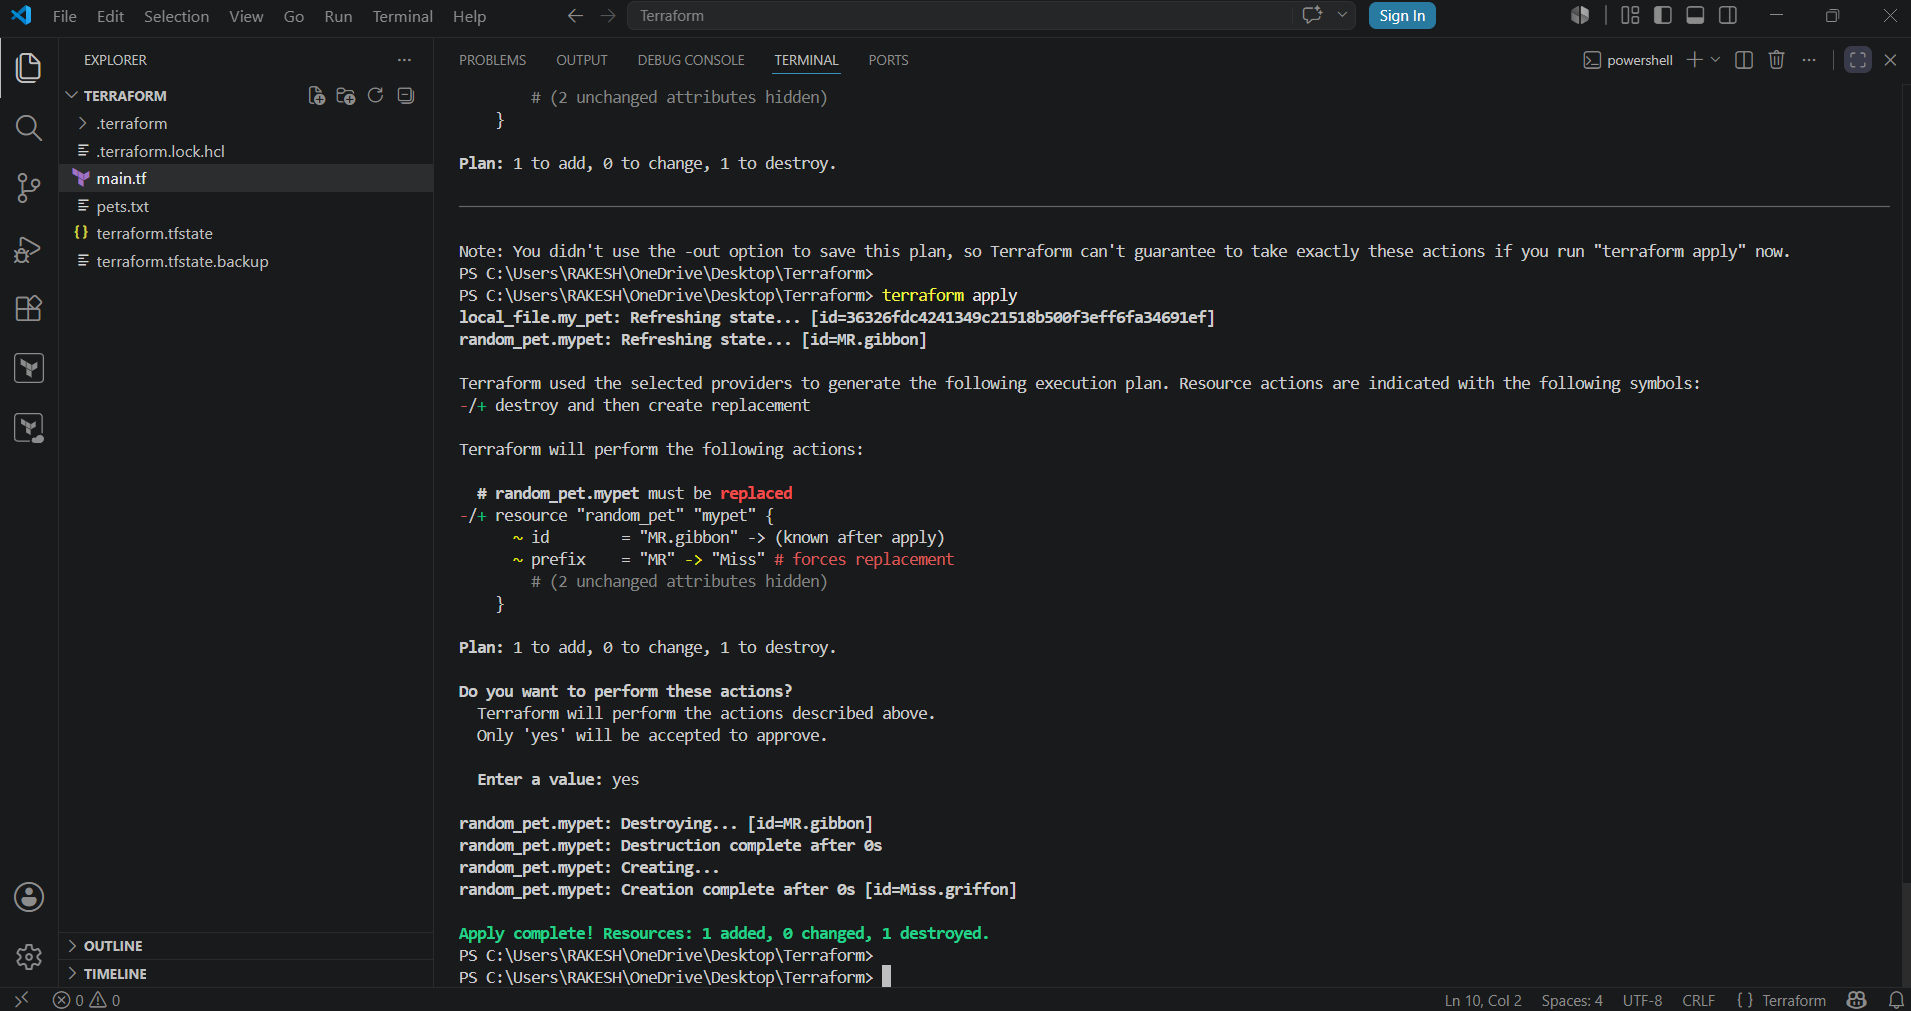 File Edit Selection View Go Run Terminal Help
Terraform
Sign In
EXPLORER
TERRAFORM
.terraform
.terraform.lock.hcl
main.tf
pets.txt
{} terraform.tfstate
terraform.tfstate.backup
OUTLINE
TIMELINE
PROBLEMS OUTPUT DEBUG CONSOLE TERMINAL PORTS
powershell
# (2 unchanged attributes hidden)
}
Plan: 1 to add, 0 to change, 1 to destroy.
Note: You didn't use the -out option to save this plan, so Terraform can't guarantee to take exactly these actions if you run "terraform apply" now.
PS C:\Users\RAKESH\OneDrive\Desktop\Terraform>
PS C:\Users\RAKESH\OneDrive\Desktop\Terraform> terraform apply
local_file.my_pet: Refreshing state... [id=36326fdc4241349c21518b500f3eff6fa34691ef]
random_pet.mypet: Refreshing state... [id=MR.gibbon]
Terraform used the selected providers to generate the following execution plan. Resource actions are indicated with the following symbols:
-/+ destroy and then create replacement
Terraform will perform the following actions:
# random_pet.mypet must be replaced
-/+ resource "random_pet" "mypet" {
~ id = "MR.gibbon" -> (known after apply)
~ prefix = "MR" -> "Miss" # forces replacement
# (2 unchanged attributes hidden)
}
Plan: 1 to add, 0 to change, 1 to destroy.
Do you want to perform these actions?
Terraform will perform the actions described above.
Only 'yes' will be accepted to approve.
Enter a value: yes
random_pet.mypet: Destroying... [id=MR.gibbon]
random_pet.mypet: Destruction complete after 0s
random_pet.mypet: Creating...
random_pet.mypet: Creation complete after 0s [id=Miss.griffon]
Apply complete! Resources: 1 added, 0 changed, 1 destroyed.
PS C:\Users\RAKESH\OneDrive\Desktop\Terraform>
PS C:\Users\RAKESH\OneDrive\Desktop\Terraform>
0 0
Ln 10, Col 2 Spaces: 4 UTF-8 CRLF {} Terraform